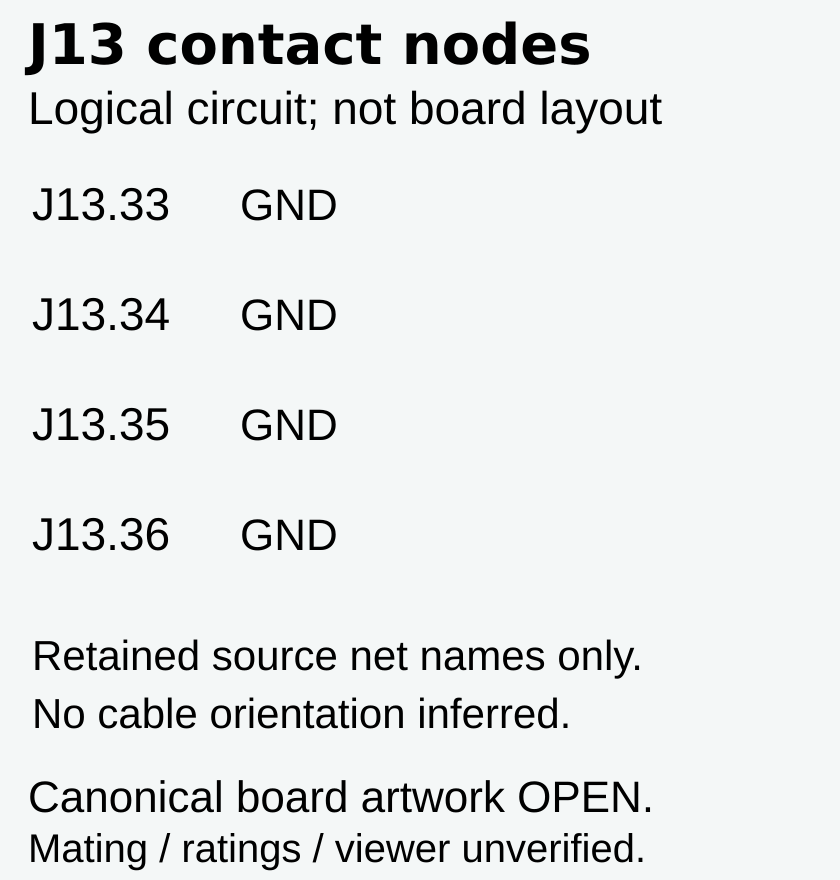 J13 contact nodes
Logical circuit; not board layout
J13.33 GND
J13.34 GND
J13.35 GND
J13.36 GND
Retained source net names only.
No cable orientation inferred.
Canonical board artwork OPEN.
Mating / ratings / viewer unverified.